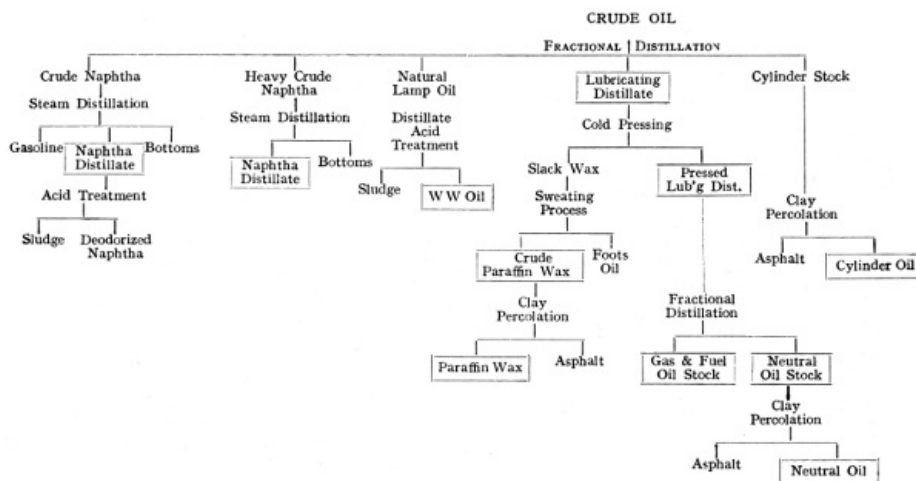 CRUDE OIL
FRACTIONAL DISTILLATION
Crude Naphtha
Heavy Crude
Naphtha
Natural
Lamp Oil
Lubricating
Distillate
Cylinder Stock
Steam Distillation
Steam Distillation
Distillate
Acid
Treatment
Cold Pressing
Gasoline
Naphtha
Distillate
Bottoms
Naphtha
Distillate
Bottoms
Sludge
WW Oil
Slack Wax
Pressed
Lub'g Dist.
Acid Treatment
Sweating
Process
Clay
Percolation
Sludge
Deodorized
Naphtha
Crude
Paraffin Wax
Foots
Oil
Asphalt
Cylinder Oil
Clay
Percolation
Fractional
Distillation
Paraffin Wax
Asphalt
Gas & Fuel
Oil Stock
Neutral
Oil Stock
Clay
Percolation
Asphalt
Neutral Oil